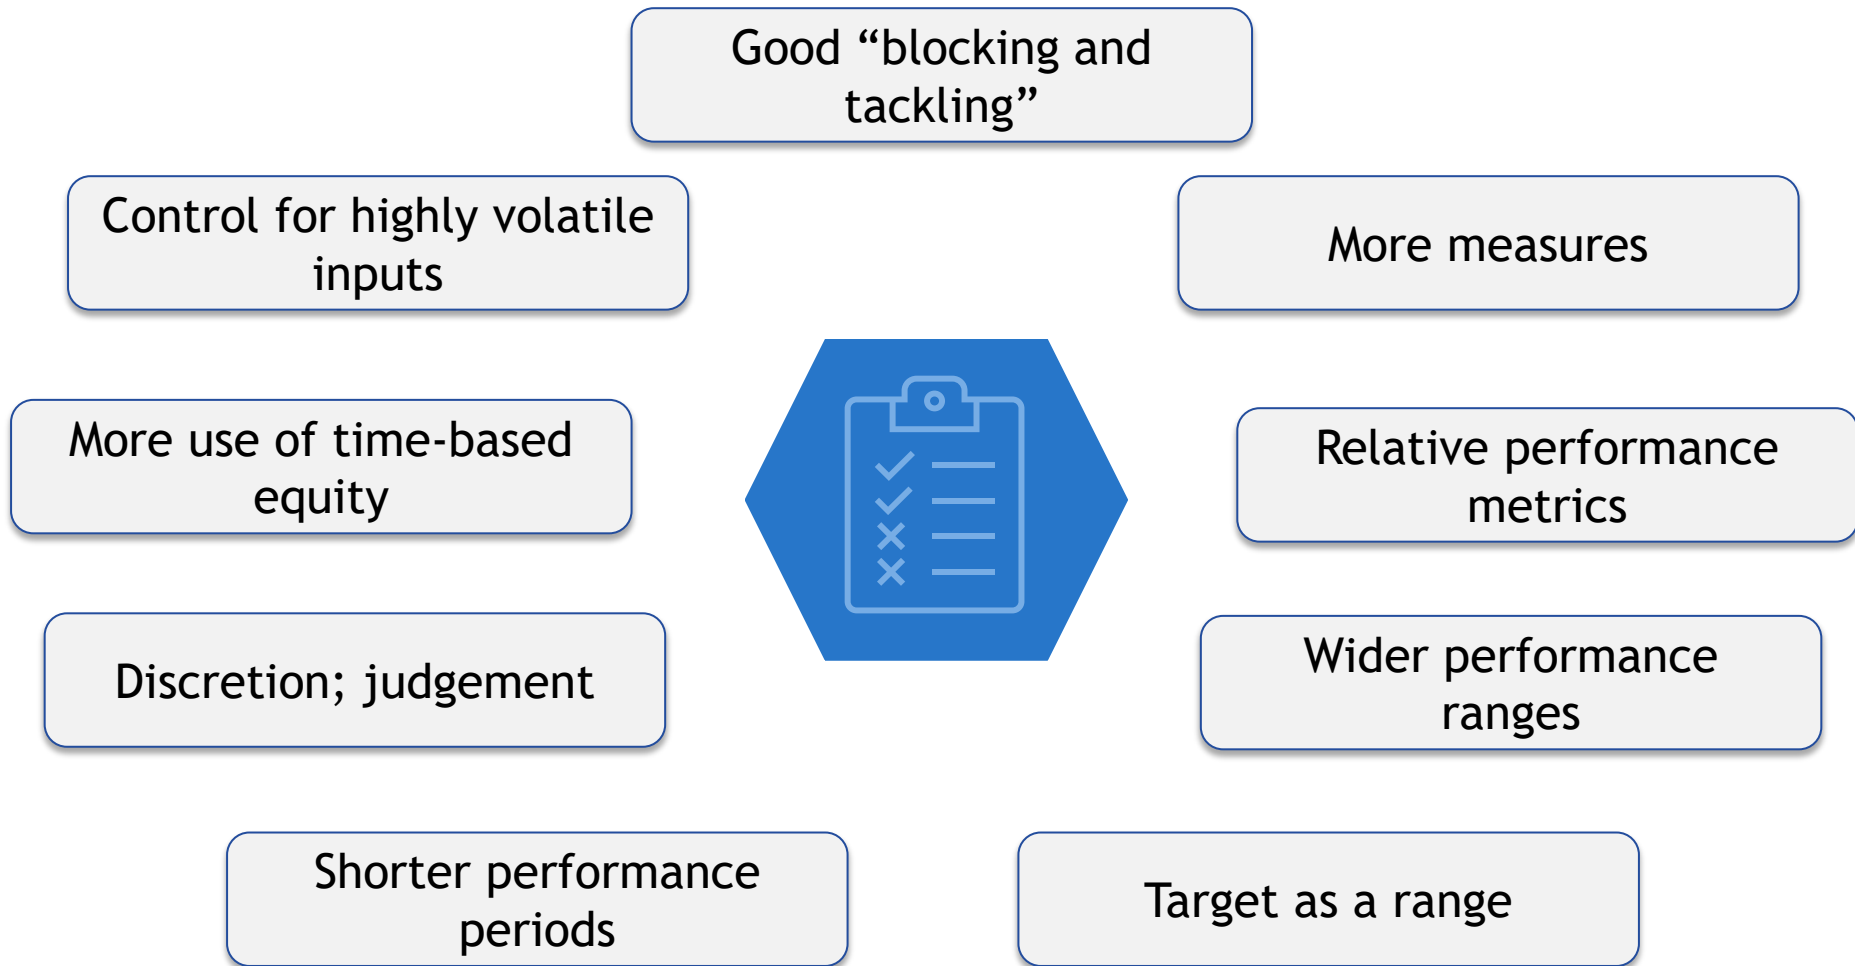 Good “blocking and
tackling”
Control for highly volatile
inputs
More measures
More use of time-based
equity
Relative performance
metrics
Discretion; judgement
Wider performance
ranges
Shorter performance
periods
Target as a range